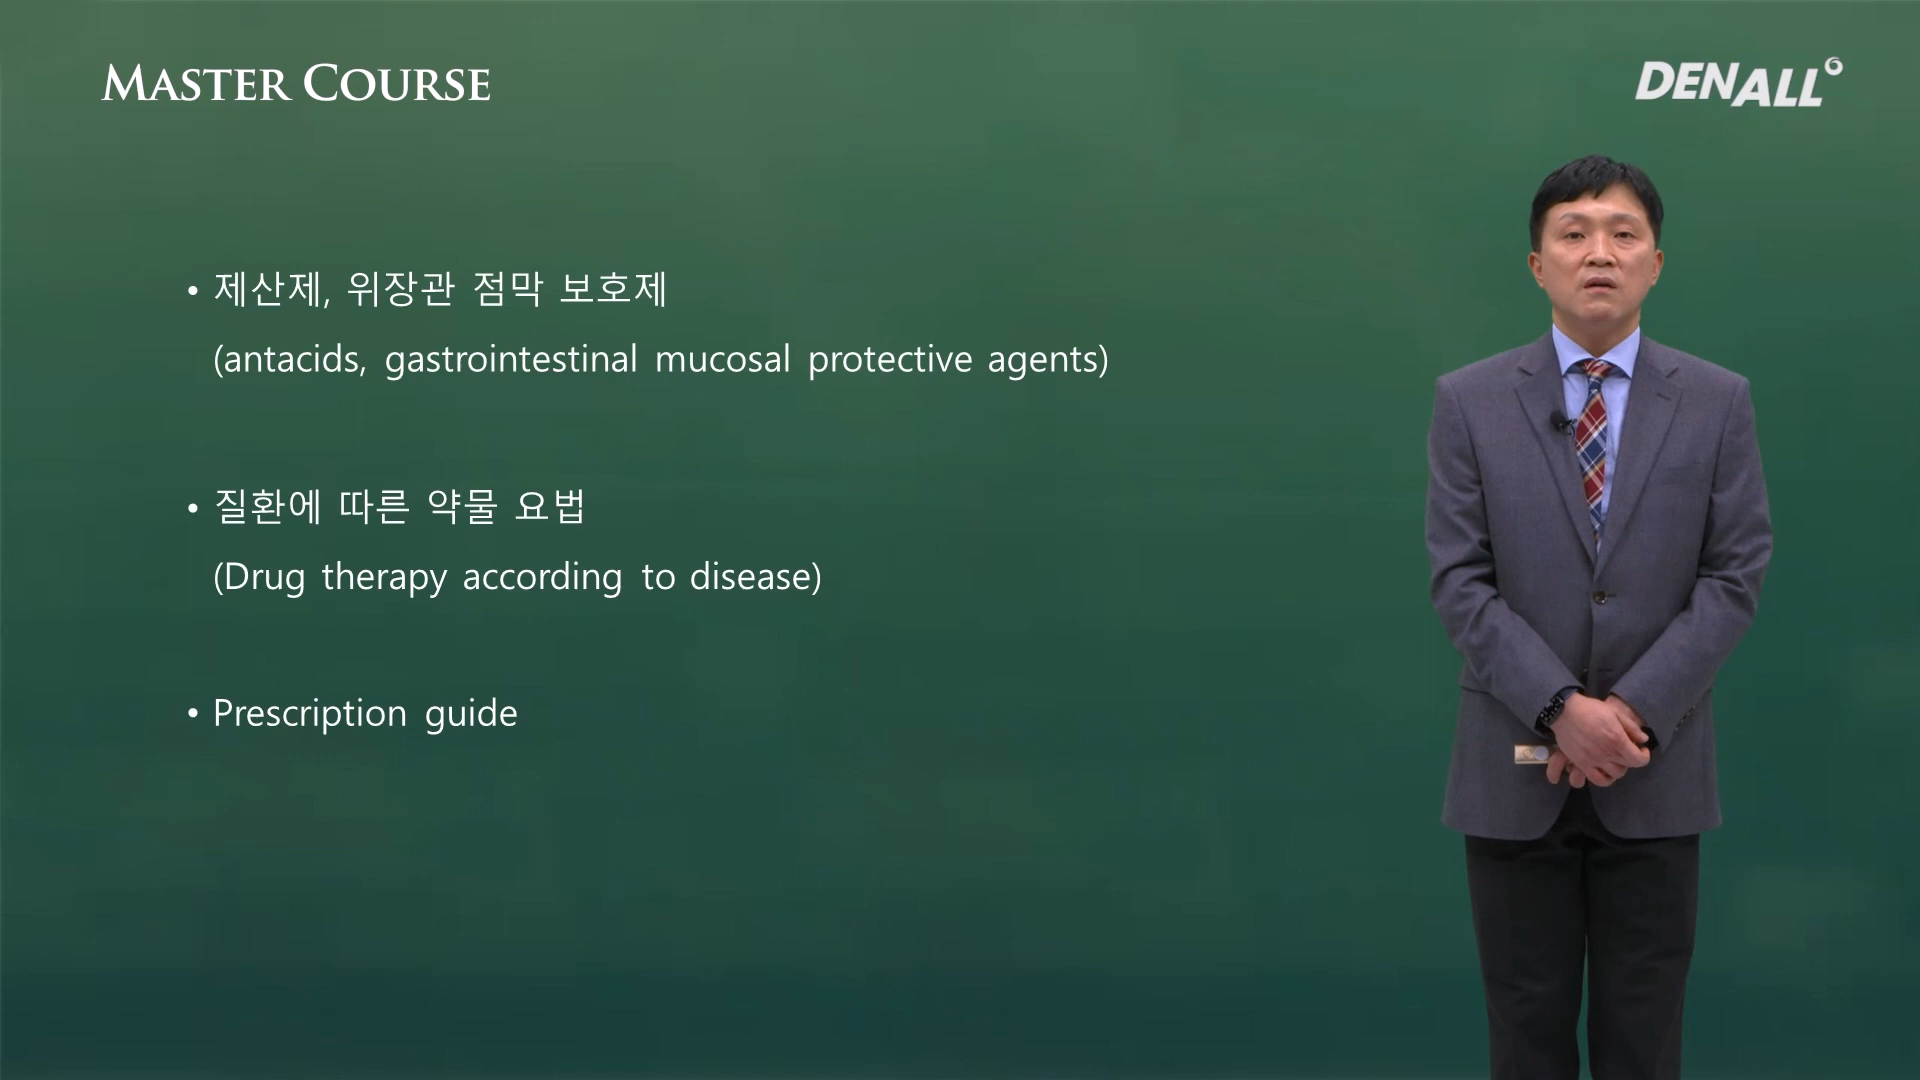 MASTER COURSE
DENALL
• 제산제, 위장관 점막 보호제
(antacids, gastrointestinal mucosal protective agents)
• 질환에 따른 약물 요법
(Drug therapy according to disease)
• Prescription guide